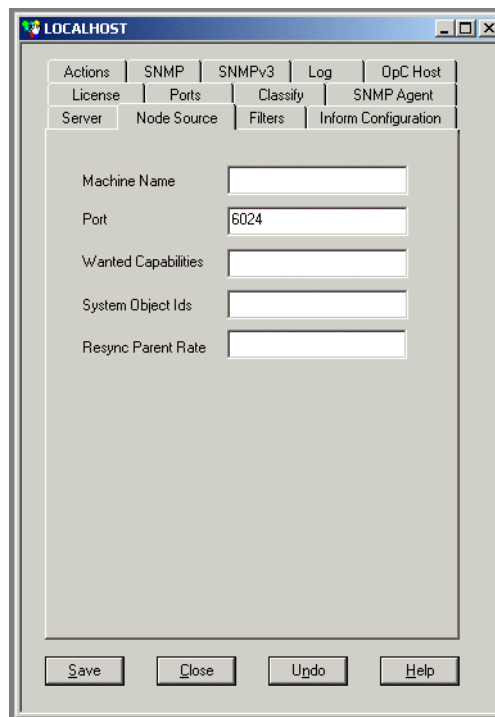 LOCALHOST
Actions SNMP SNMPv3 Log OpC Host
License Ports Classify SNMP Agent
Server Node Source Filters Inform Configuration
Machine Name
Port 6024
Wanted Capabilities
System Object Ids
Resync Parent Rate
Save Close Undo Help